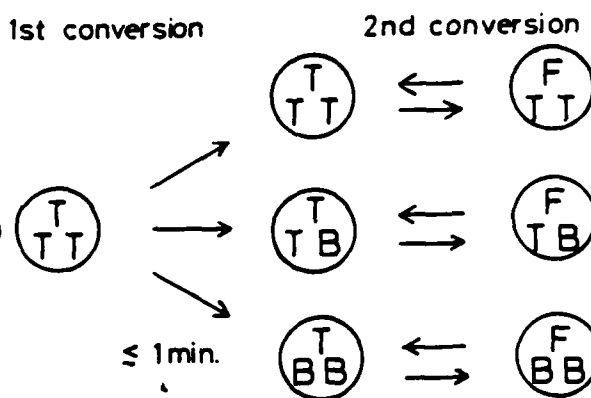 1st conversion 2nd conversion
T F
T T T T
T T F
T T T B T B
T F
B B B B
≤ 1min.